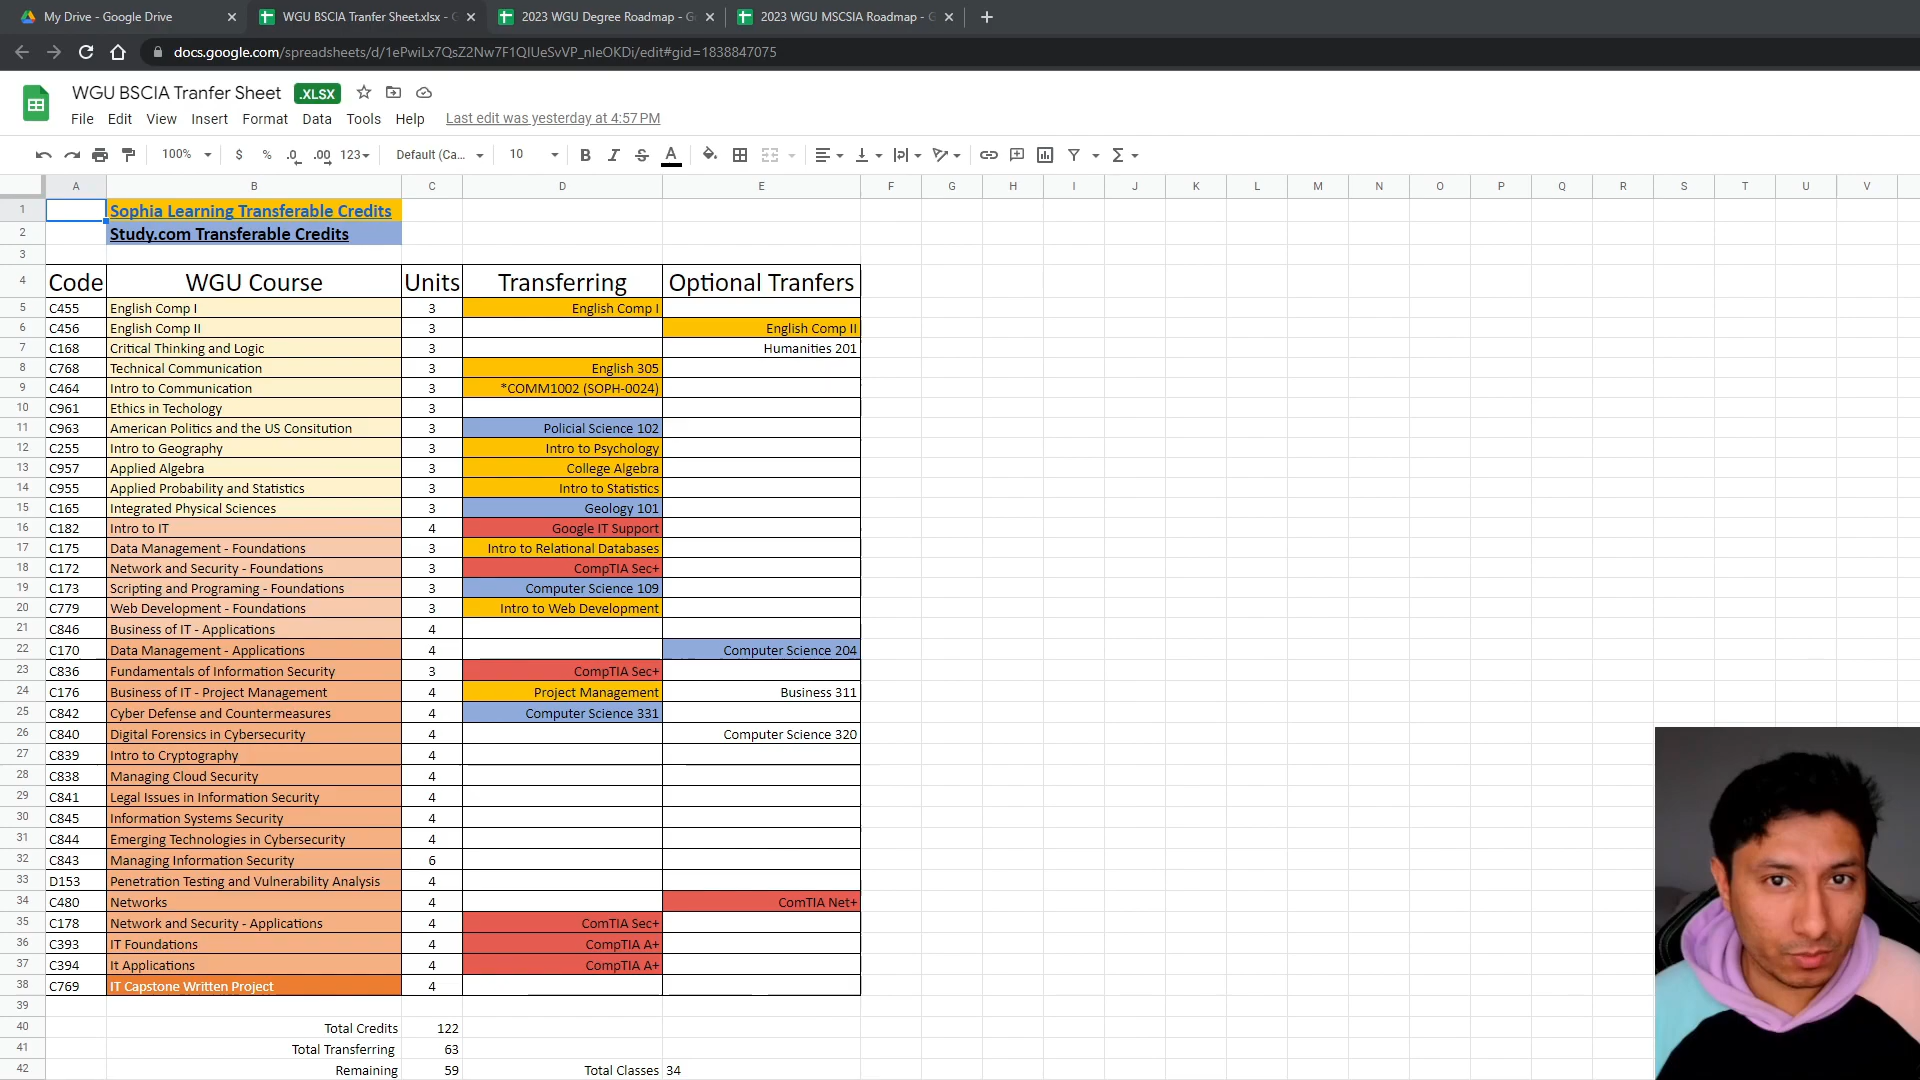 My Drive - Google Drive
WGU BSCIA Tranfer Sheet.xlsx - G
2023 WGU Degree Roadmap - G
2023 WGU MSCSIA Roadmap - G
docs.google.com/spreadsheets/d/1ePwiLx7QsZ2Nw7F1QIUeSvVP_nIeOKDi/edit#gid=1838847075
WGU BSCIA Tranfer Sheet .XLSX
File Edit View Insert Format Data Tools Help Last edit was yesterday at 4:57 PM
100% $ % .0 .00 123 Default (Ca... 10 B I S A
A B C D E F G H I J K L M N O P Q R S T U V
1 Sophia Learning Transferable Credits
2 Study.com Transferable Credits
3
4 Code WGU Course Units Transferring Optional Tranfers
5 C455 English Comp I 3 English Comp I
6 C456 English Comp II 3 English Comp II
7 C168 Critical Thinking and Logic 3 Humanities 201
8 C768 Technical Communication 3 English 305
9 C464 Intro to Communication 3 *COMM1002 (SOPH-0024)
10 C961 Ethics in Techology 3
11 C963 American Politics and the US Consitution 3 Policial Science 102
12 C255 Intro to Geography 3 Intro to Psychology
13 C957 Applied Algebra 3 College Algebra
14 C955 Applied Probability and Statistics 3 Intro to Statistics
15 C165 Integrated Physical Sciences 3 Geology 101
16 C182 Intro to IT 4 Google IT Support
17 C175 Data Management - Foundations 3 Intro to Relational Databases
18 C172 Network and Security - Foundations 3 CompTIA Sec+
19 C173 Scripting and Programing - Foundations 3 Computer Science 109
20 C779 Web Development - Foundations 3 Intro to Web Development
21 C846 Business of IT - Applications 4
22 C170 Data Management - Applications 4 Computer Science 204
23 C836 Fundamentals of Information Security 3 CompTIA Sec+
24 C176 Business of IT - Project Management 4 Project Management Business 311
25 C842 Cyber Defense and Countermeasures 4 Computer Science 331
26 C840 Digital Forensics in Cybersecurity 4 Computer Science 320
27 C839 Intro to Cryptography 4
28 C838 Managing Cloud Security 4
29 C841 Legal Issues in Information Security 4
30 C845 Information Systems Security 4
31 C844 Emerging Technologies in Cybersecurity 4
32 C843 Managing Information Security 6
33 D153 Penetration Testing and Vulnerability Analysis 4
34 C480 Networks 4 ComTIA Net+
35 C178 Network and Security - Applications 4 ComTIA Sec+
36 C393 IT Foundations 4 CompTIA A+
37 C394 It Applications 4 CompTIA A+
38 C769 IT Capstone Written Project 4
39
40 Total Credits 122
41 Total Transferring 63
42 Remaining 59 Total Classes 34